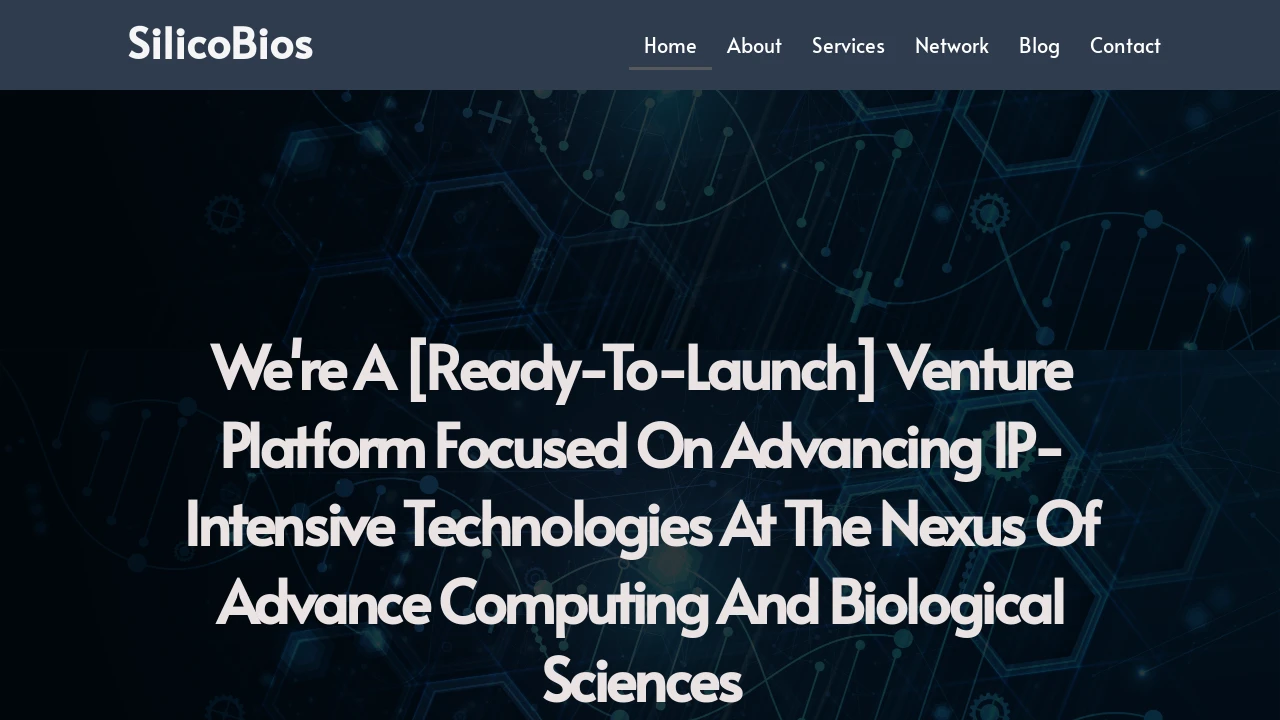 SilicoBios
Home About Services Network Blog Contact
We're A [Ready-To-Launch] Venture
Platform Focused On Advancing IP-
Intensive Technologies At The Nexus Of
Advance Computing And Biological
Sciences